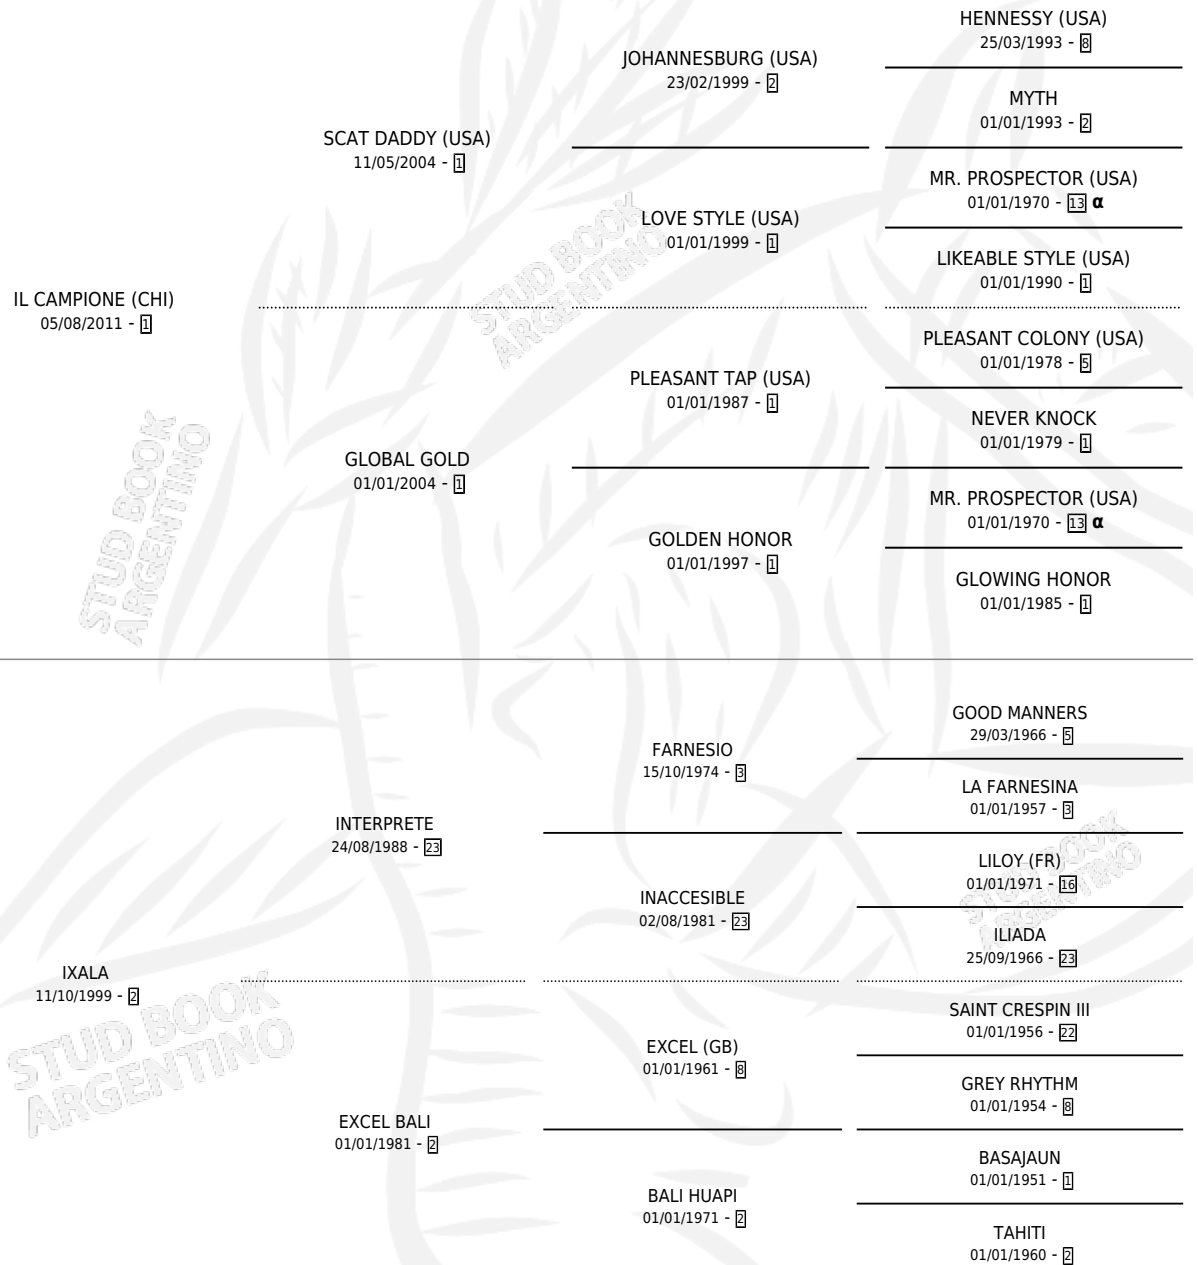 HENNESSY (USA)
25/03/1993 - 8
JOHANNESBURG (USA)
23/02/1999 - 2
MYTH
01/01/1993 - 2
SCAT DADDY (USA)
11/05/2004 - 1
MR. PROSPECTOR (USA)
01/01/1970 - 13 α
LOVE STYLE (USA)
01/01/1999 - 1
LIKEABLE STYLE (USA)
01/01/1990 - 1
IL CAMPIONE (CHI)
05/08/2011 - 1
PLEASANT COLONY (USA)
01/01/1978 - 5
PLEASANT TAP (USA)
01/01/1987 - 1
NEVER KNOCK
01/01/1979 - 1
GLOBAL GOLD
01/01/2004 - 1
MR. PROSPECTOR (USA)
01/01/1970 - 13 α
GOLDEN HONOR
01/01/1997 - 1
GLOWING HONOR
01/01/1985 - 1
GOOD MANNERS
29/03/1966 - 5
FARNESIO
15/10/1974 - 3
LA FARNESINA
01/01/1957 - 3
INTERPRETE
24/08/1988 - 23
LILOY (FR)
01/01/1971 - 16
INACCESIBLE
02/08/1981 - 23
ILIADA
25/09/1966 - 23
IXALA
11/10/1999 - 2
SAINT CRESPIN III
01/01/1956 - 22
EXCEL (GB)
01/01/1961 - 8
GREY RHYTHM
01/01/1954 - 8
EXCEL BALI
01/01/1981 - 2
BASAJAUN
01/01/1951 - 1
BALI HUAPI
01/01/1971 - 2
TAHITI
01/01/1960 - 2
STUD BOOK
ARGENTINO
STUD BOOK
ARGENTINO
STUD BOOK
ARGENTINO
STUD BOOK
ARGENTINO